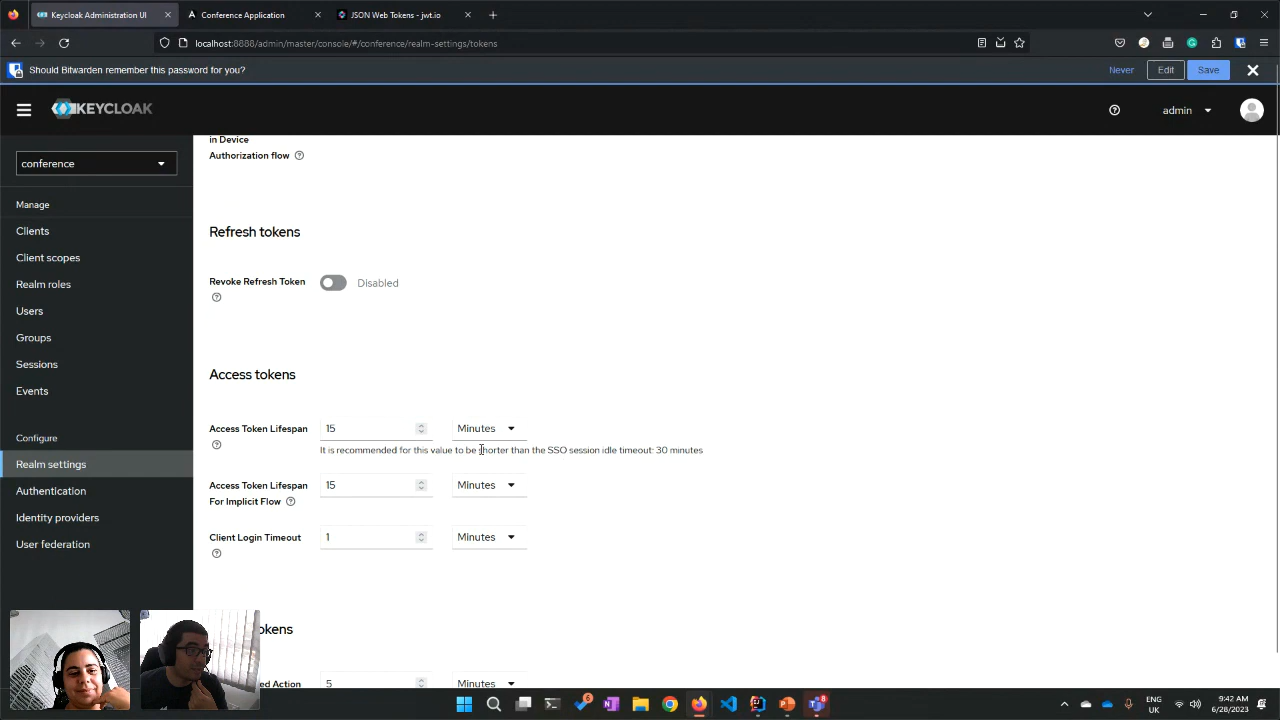 Keycloak Administration UI
Conference Application
JSON Web Tokens - jwt.io
localhost:8888/admin/master/console/#/conference/realm-settings/tokens
Should Bitwarden remember this password for you?
Never
Edit
Save
KEYCLOAK
admin
conference
Manage
Clients
Client scopes
Realm roles
Users
Groups
Sessions
Events
Configure
Realm settings
Authentication
Identity providers
User federation
in Device
Authorization flow
Refresh tokens
Revoke Refresh Token
Disabled
Access tokens
Access Token Lifespan
15
Minutes
It is recommended for this value to be shorter than the SSO session idle timeout: 30 minutes
Access Token Lifespan
For Implicit Flow
15
Minutes
Client Login Timeout
1
Minutes
okens
ed Action
5
Minutes
6
8
ENG
UK
9:42 AM
6/28/2023